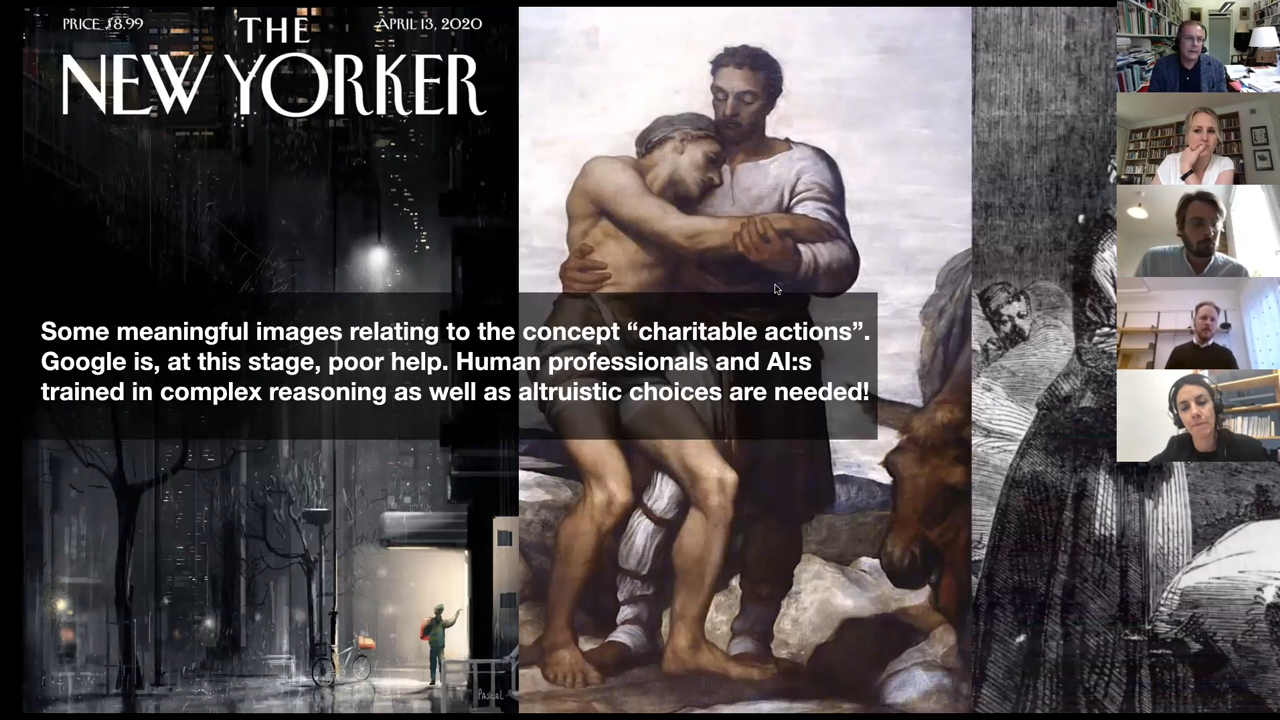 PRICE $8.99
THE
APRIL 13, 2020
NEW YORKER
Some meaningful images relating to the concept “charitable actions”.
Google is, at this stage, poor help. Human professionals and AI:s
trained in complex reasoning as well as altruistic choices are needed!
PASCAL